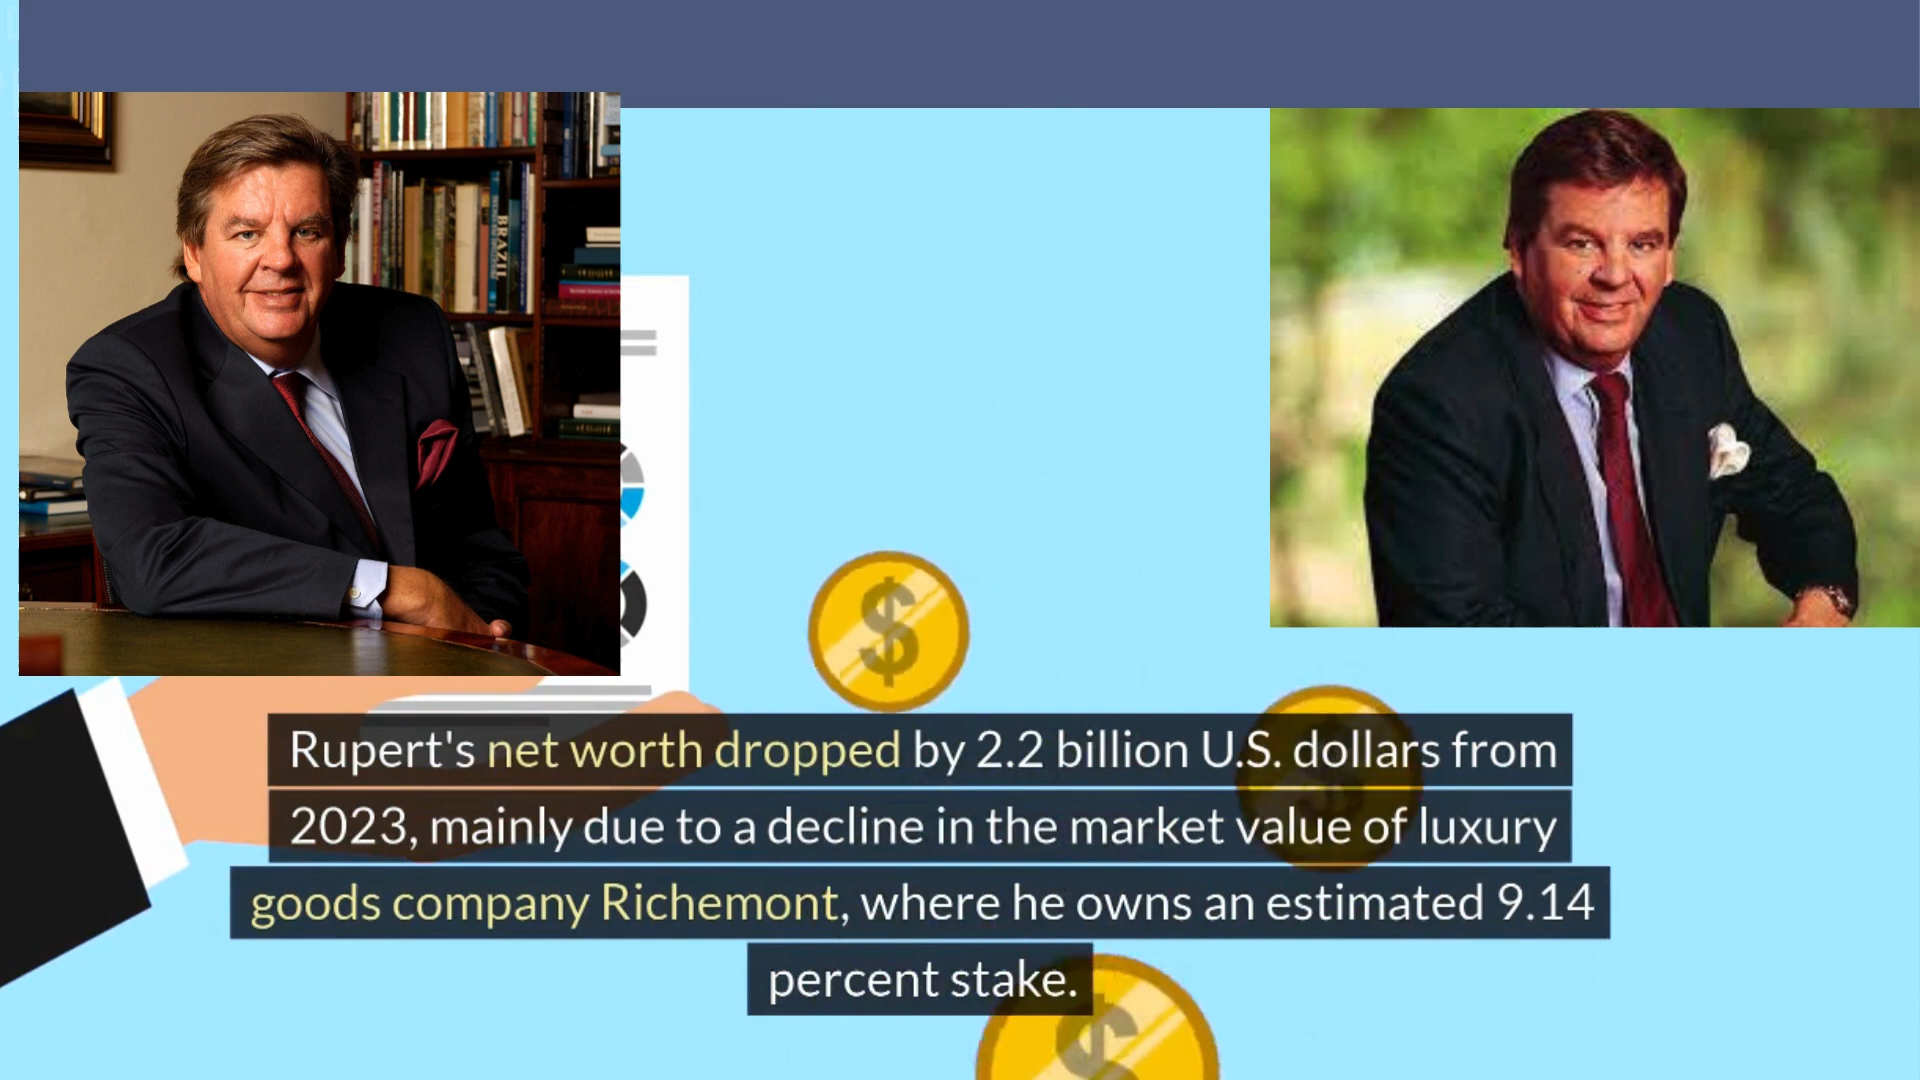 BRAZIL
Rupert's net worth dropped by 2.2 billion U.S. dollars from
2023, mainly due to a decline in the market value of luxury
goods company Richemont, where he owns an estimated 9.14
percent stake.